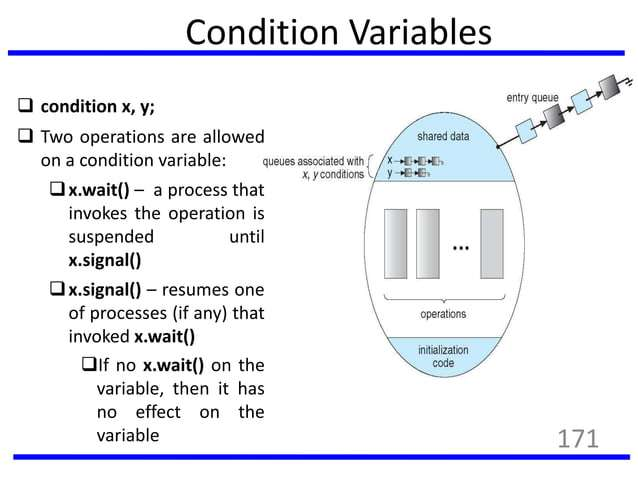 Condition Variables
❑ condition x, y;
❑ Two operations are allowed
on a condition variable:
❑x.wait() – a process that
invokes the operation is
suspended until
x.signal()
❑x.signal() – resumes one
of processes (if any) that
invoked x.wait()
❑If no x.wait() on the
variable, then it has
no effect on the
variable
entry queue
shared data
queues associated with
x, y conditions
x
y
...
operations
initialization
code
171